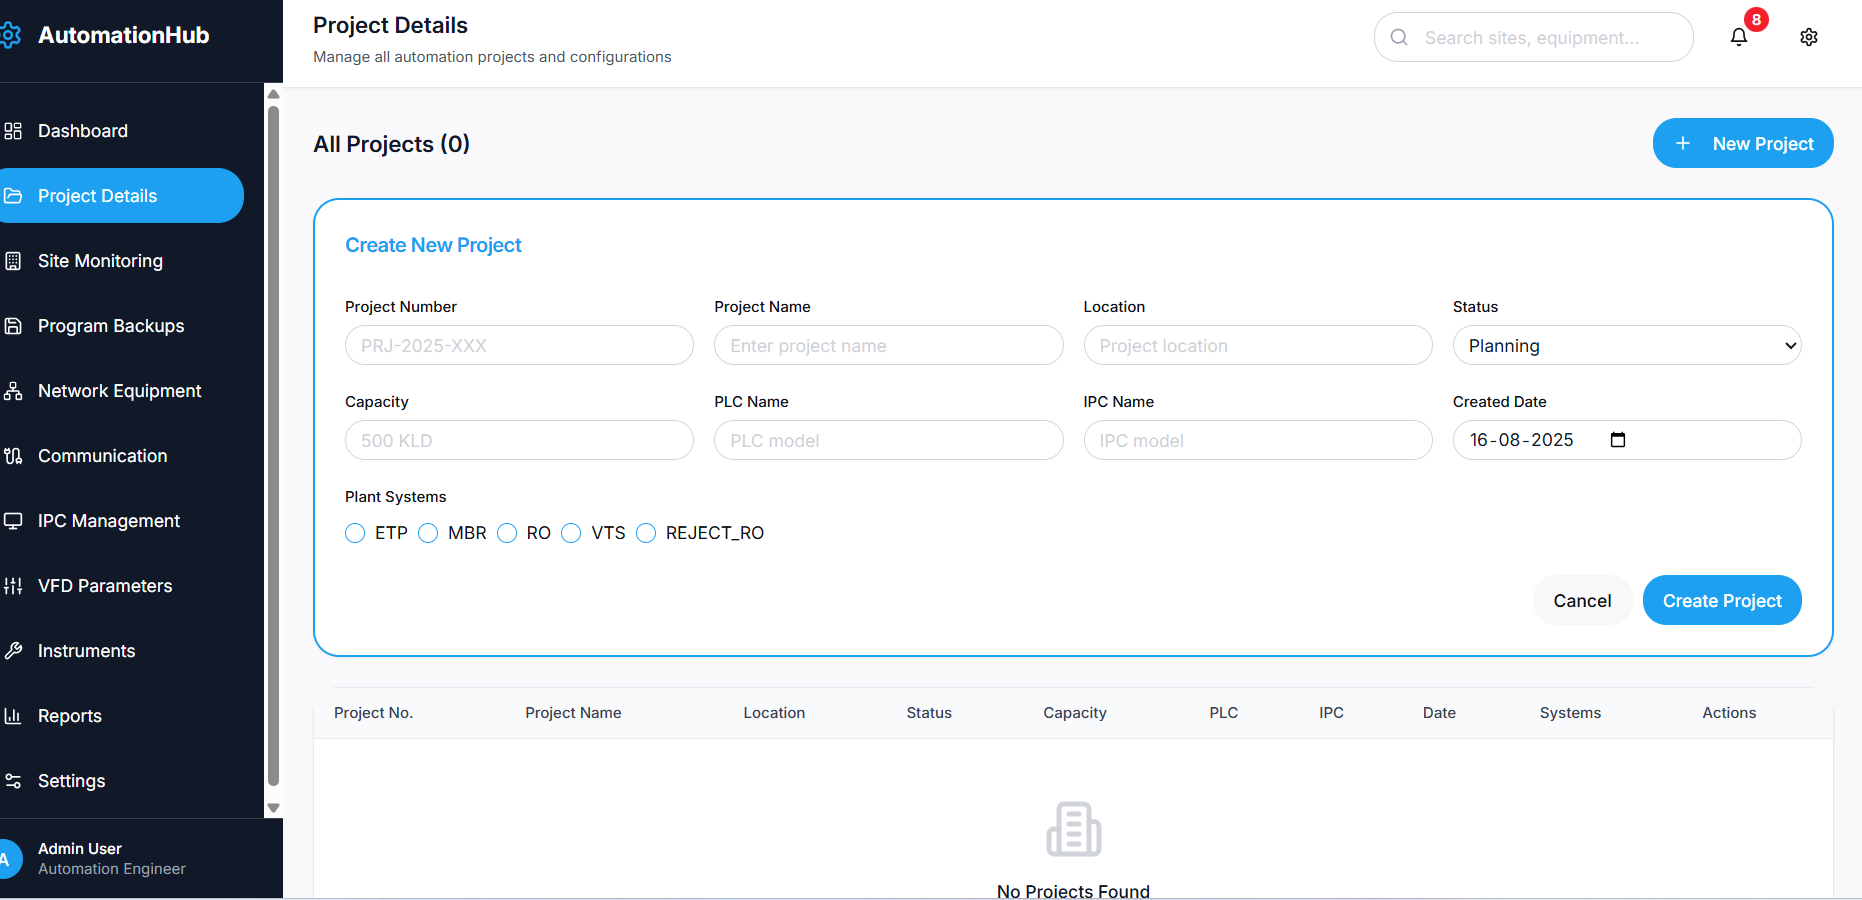 AutomationHub
Project Details
Manage all automation projects and configurations
Search sites, equipment...
8
Dashboard
Project Details
Site Monitoring
Program Backups
Network Equipment
Communication
IPC Management
VFD Parameters
Instruments
Reports
Settings
A
Admin User
Automation Engineer
All Projects (0)
+ New Project
Create New Project
Project Number Project Name Location Status
PRJ-2025-XXX Enter project name Project location Planning
Capacity PLC Name IPC Name Created Date
500 KLD PLC model IPC model 16-08-2025
Plant Systems
ETP MBR RO VTS REJECT_RO
Cancel Create Project
Project No. Project Name Location Status Capacity PLC IPC Date Systems Actions
No Projects Found